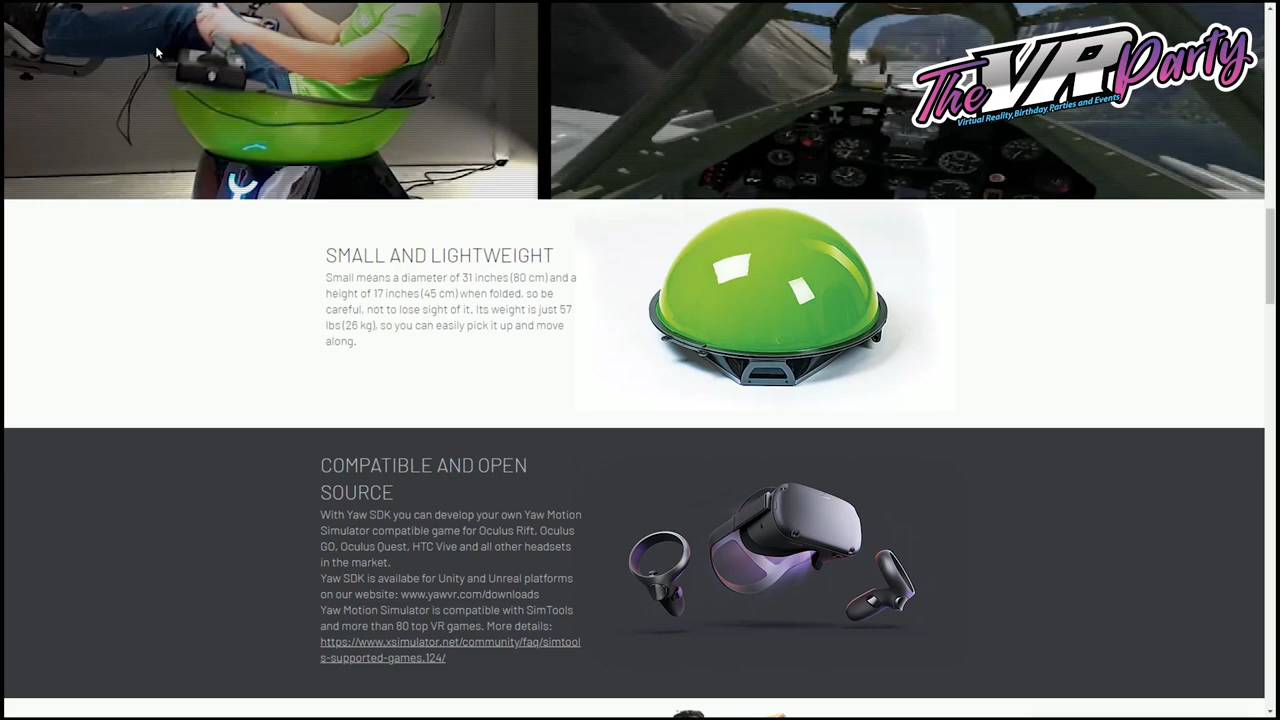 The VR Party
Virtual Reality, Birthday Parties and Events
SMALL AND LIGHTWEIGHT
Small means a diameter of 31 inches (80 cm) and a
height of 17 inches (45 cm) when folded, so be
careful, not to lose sight of it. Its weight is just 57
lbs (26 kg), so you can easily pick it up and move
along.
COMPATIBLE AND OPEN
SOURCE
With Yaw SDK you can develop your own Yaw Motion
Simulator compatible game for Oculus Rift, Oculus
GO, Oculus Quest, HTC Vive and all other headsets
in the market.
Yaw SDK is availabe for Unity and Unreal platforms
on our website: www.yawvr.com/downloads
Yaw Motion Simulator is compatible with SimTools
and more than 80 top VR games. More details:
https://www.xsimulator.net/community/faq/simtool
s-supported-games.124/